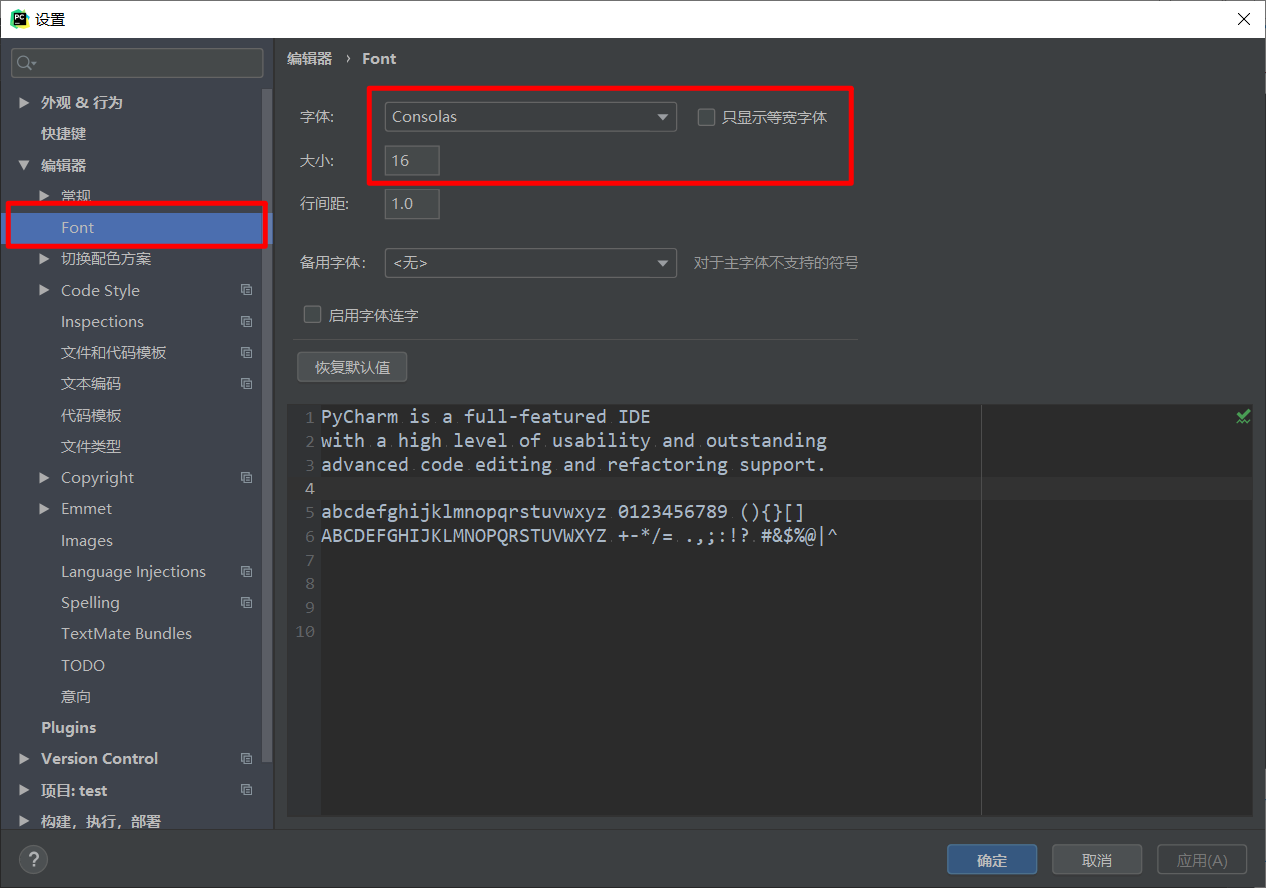 设置
编辑器 › Font
外观 & 行为
快捷键
编辑器
常规
Font
切换配色方案
Code Style
Inspections
文件和代码模板
文本编码
代码模板
文件类型
Copyright
Emmet
Images
Language Injections
Spelling
TextMate Bundles
TODO
意向
Plugins
Version Control
项目: test
构建，执行，部署
字体: Consolas 只显示等宽字体
大小: 16
行间距: 1.0
备用字体: <无> 对于主字体不支持的符号
启用字体连字
恢复默认值
1 PyCharm is a full-featured IDE
2 with a high level of usability and outstanding
3 advanced code editing and refactoring support.
4
5 abcdefghijklmnopqrstuvwxyz 0123456789 (){}[]
6 ABCDEFGHIJKLMNOPQRSTUVWXYZ +-*/= .,;:!? #&$%@|^
7
8
9
10
? 确定 取消 应用(A)